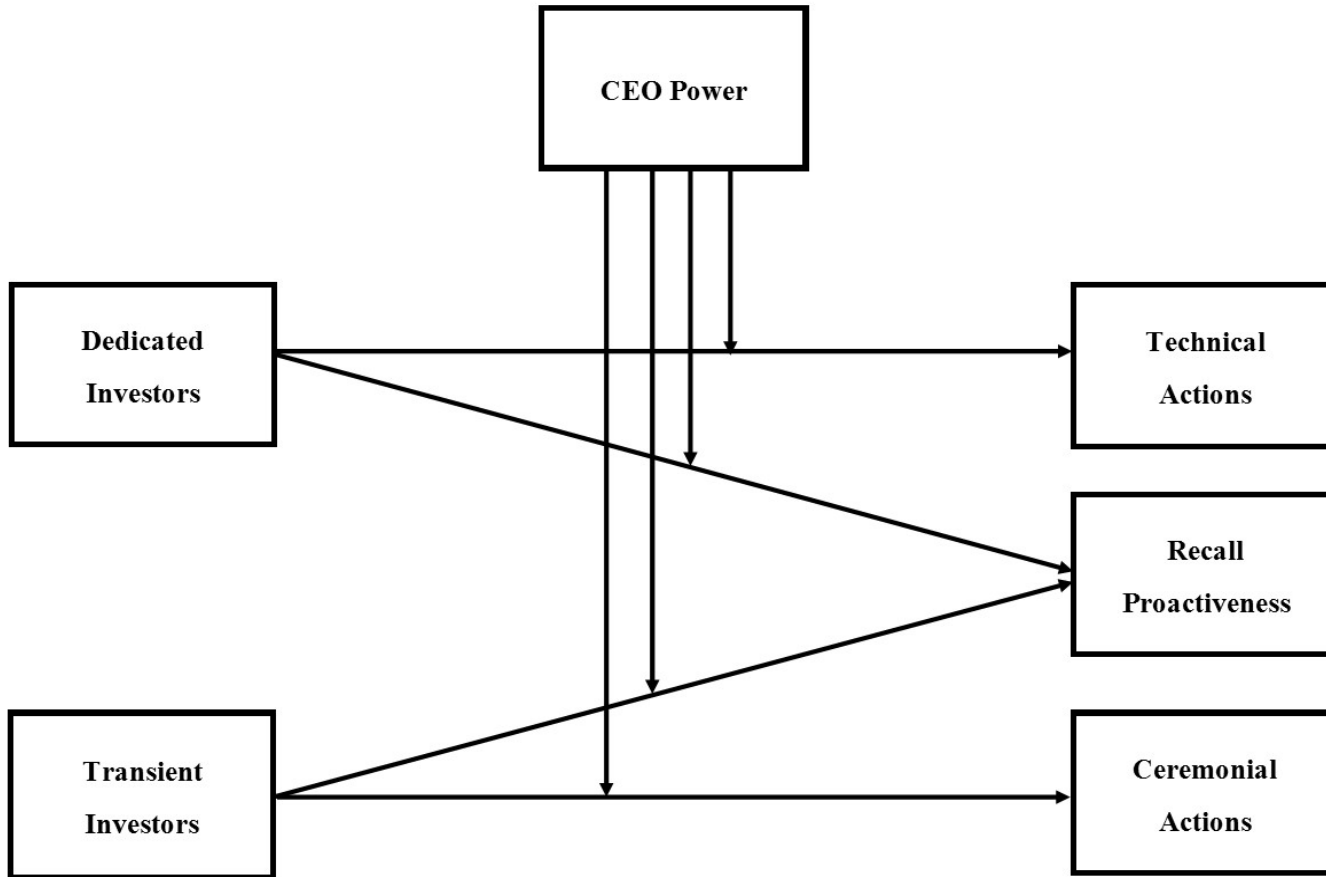 CEO Power
Dedicated
Investors
Technical
Actions
Recall
Proactiveness
Transient
Investors
Ceremonial
Actions